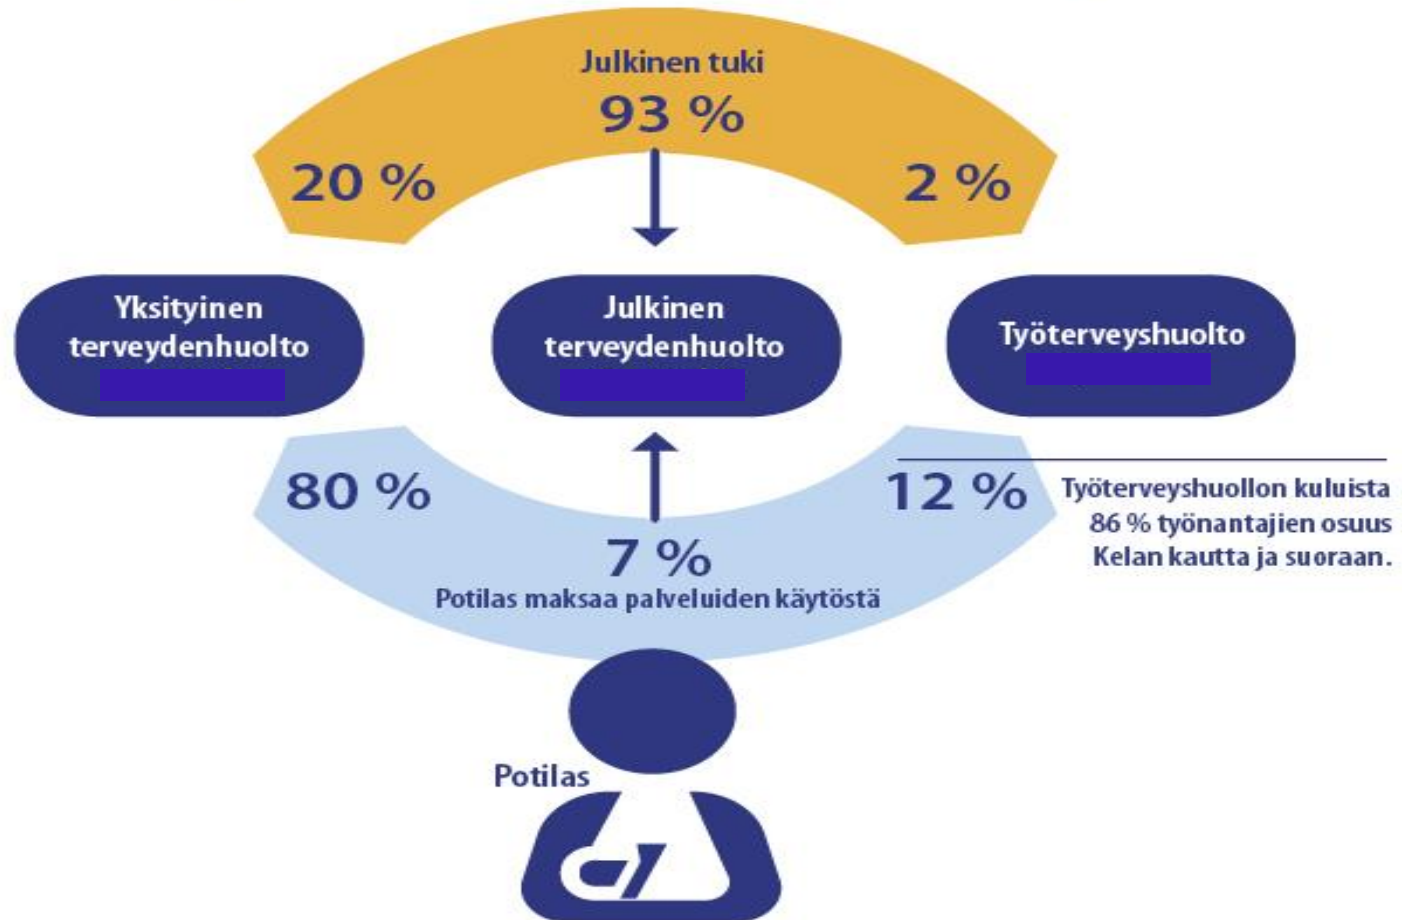 Julkinen tuki
93 %
20 %
2 %
Yksityinen
terveydenhuolto
Julkinen
terveydenhuolto
Työterveyshuolto
80 %
7 %
Potilas maksaa palveluiden käytöstä
12 %
Työterveyshuollon kuluista
86 % työnantajien osuus
Kelan kautta ja suoraan.
Potilas